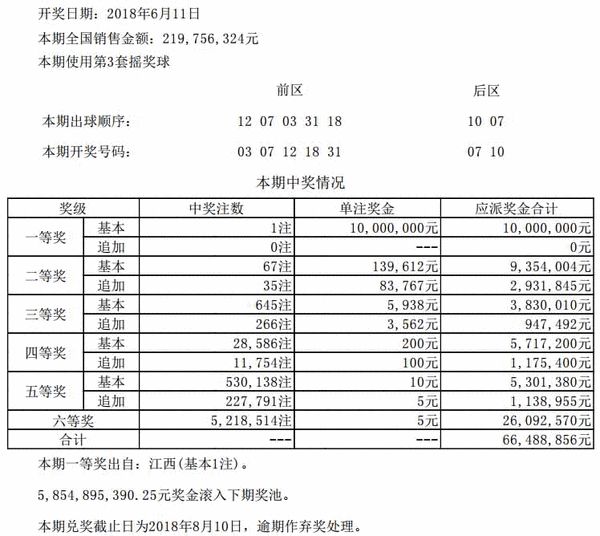 开奖日期：2018年6月11日
本期全国销售金额：219,756,324元
本期使用第3套摇奖球
前区 后区
本期出球顺序： 12 07 03 31 18 10 07
本期开奖号码： 03 07 12 18 31 07 10
本期中奖情况
奖级 中奖注数 单注奖金 应派奖金合计
一等奖 基本 1注 10,000,000元 10,000,000元
追加 0注 --- 0元
二等奖 基本 67注 139,612元 9,354,004元
追加 35注 83,767元 2,931,845元
三等奖 基本 645注 5,938元 3,830,010元
追加 266注 3,562元 947,492元
四等奖 基本 28,586注 200元 5,717,200元
追加 11,754注 100元 1,175,400元
五等奖 基本 530,138注 10元 5,301,380元
追加 227,791注 5元 1,138,955元
六等奖 5,218,514注 5元 26,092,570元
合计 --- --- 66,488,856元
本期一等奖出自：江西(基本1注)。
5,854,895,390.25元奖金滚入下期奖池。
本期兑奖截止日为2018年8月10日，逾期作弃奖处理。